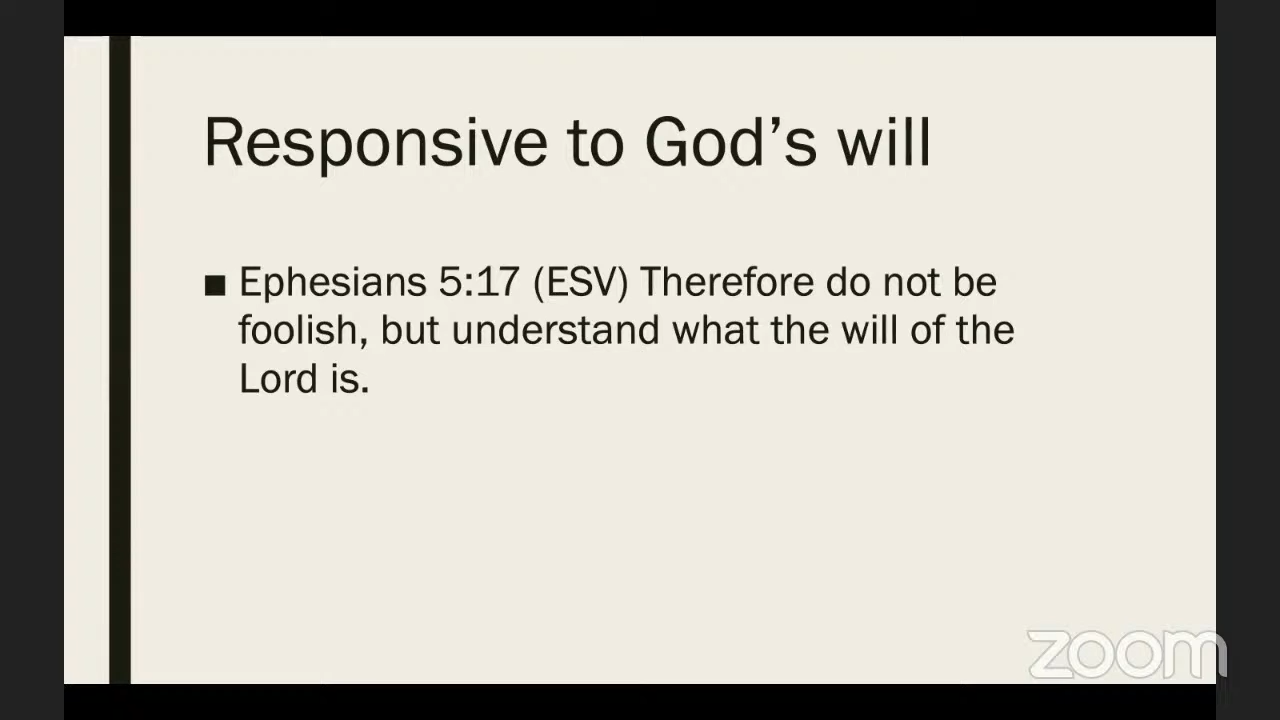 Responsive to God’s will
■ Ephesians 5:17 (ESV) Therefore do not be
foolish, but understand what the will of the
Lord is.
zoom